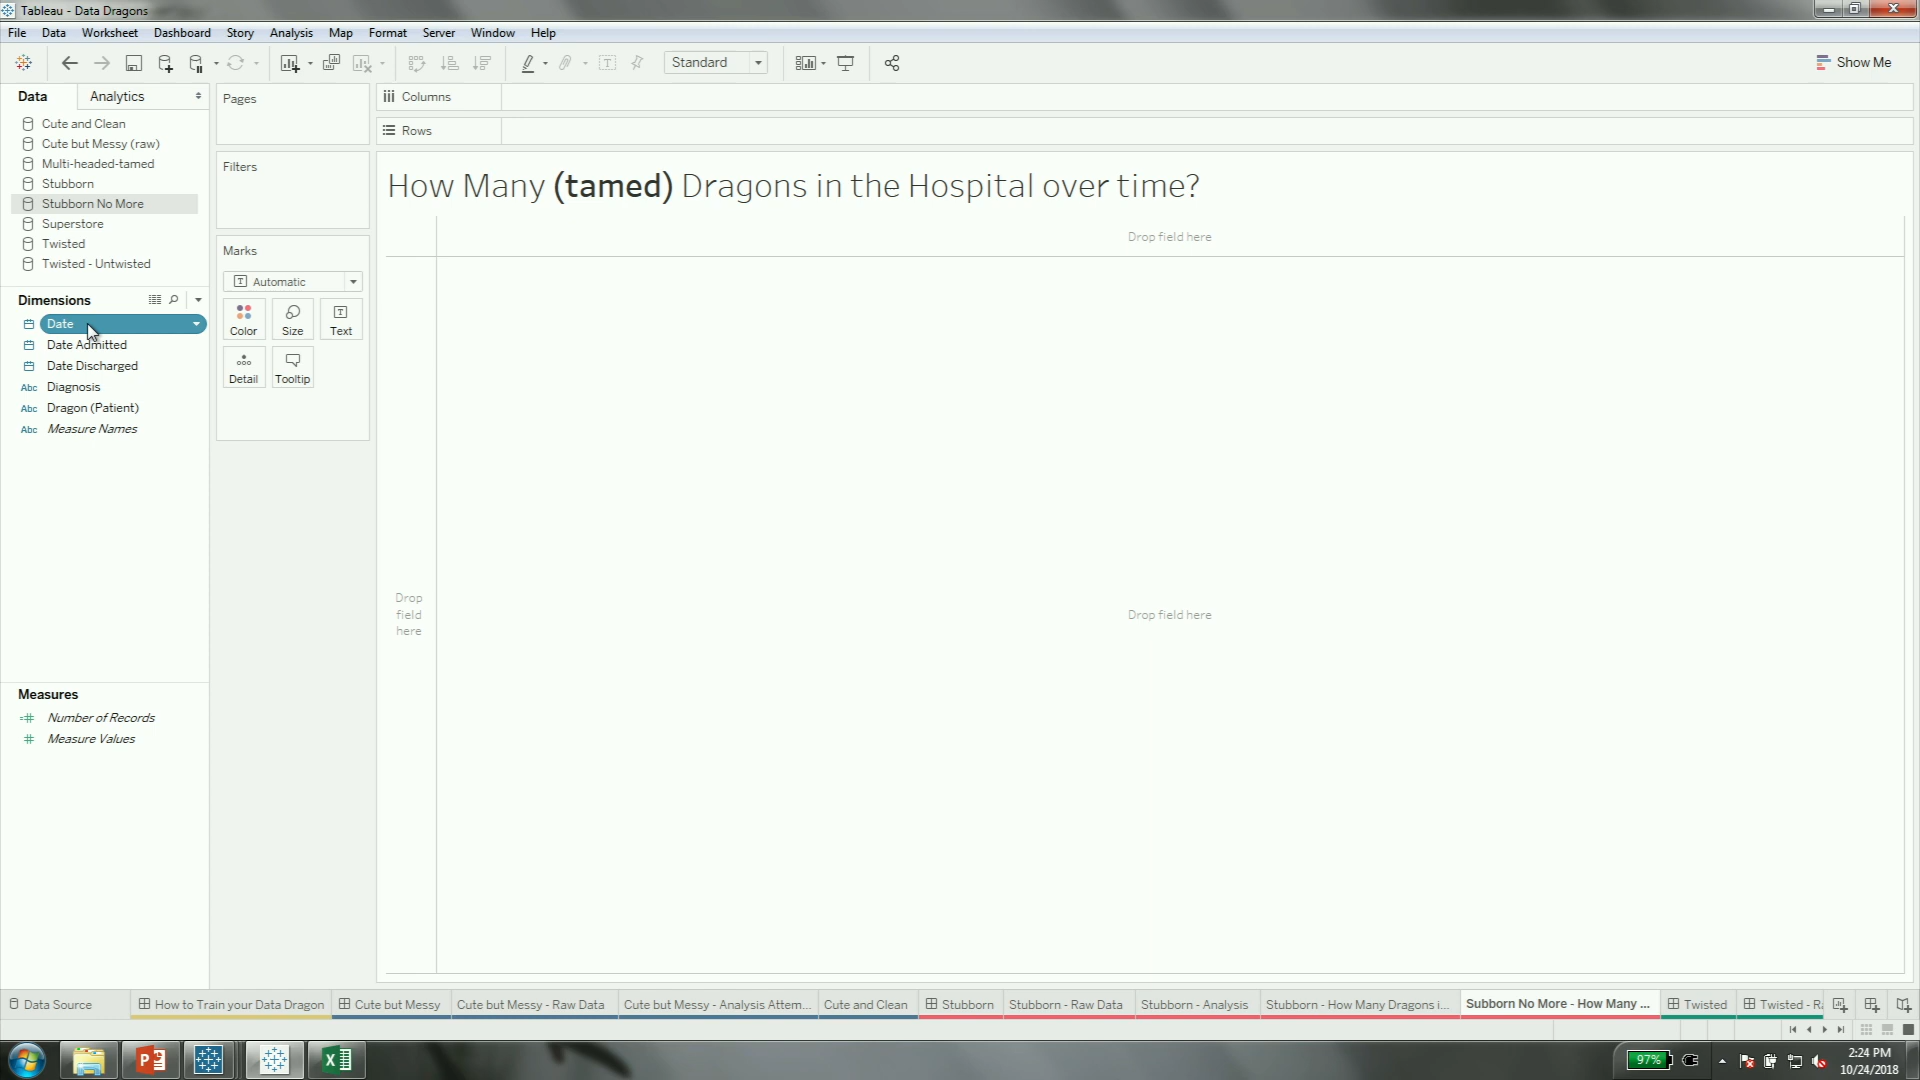 Tableau - Data Dragons
File Data Worksheet Dashboard Story Analysis Map Format Server Window Help
Standard
Show Me
Data Analytics
Cute and Clean
Cute but Messy (raw)
Multi-headed-tamed
Stubborn
Stubborn No More
Superstore
Twisted
Twisted - Untwisted
Dimensions
Date
Date Admitted
Date Discharged
Abc Diagnosis
Abc Dragon (Patient)
Abc Measure Names
Measures
=# Number of Records
# Measure Values
Pages
Filters
Marks
T Automatic
Color Size Text
Detail Tooltip
Columns
Rows
How Many (tamed) Dragons in the Hospital over time?
Drop field here
Drop
field
here
Drop field here
Data Source How to Train your Data Dragon Cute but Messy Cute but Messy - Raw Data Cute but Messy - Analysis Attem... Cute and Clean Stubborn Stubborn - Raw Data Stubborn - Analysis Stubborn - How Many Dragons i... Subborn No More - How Many ... Twisted Twisted - R
97%
2:24 PM
10/24/2018